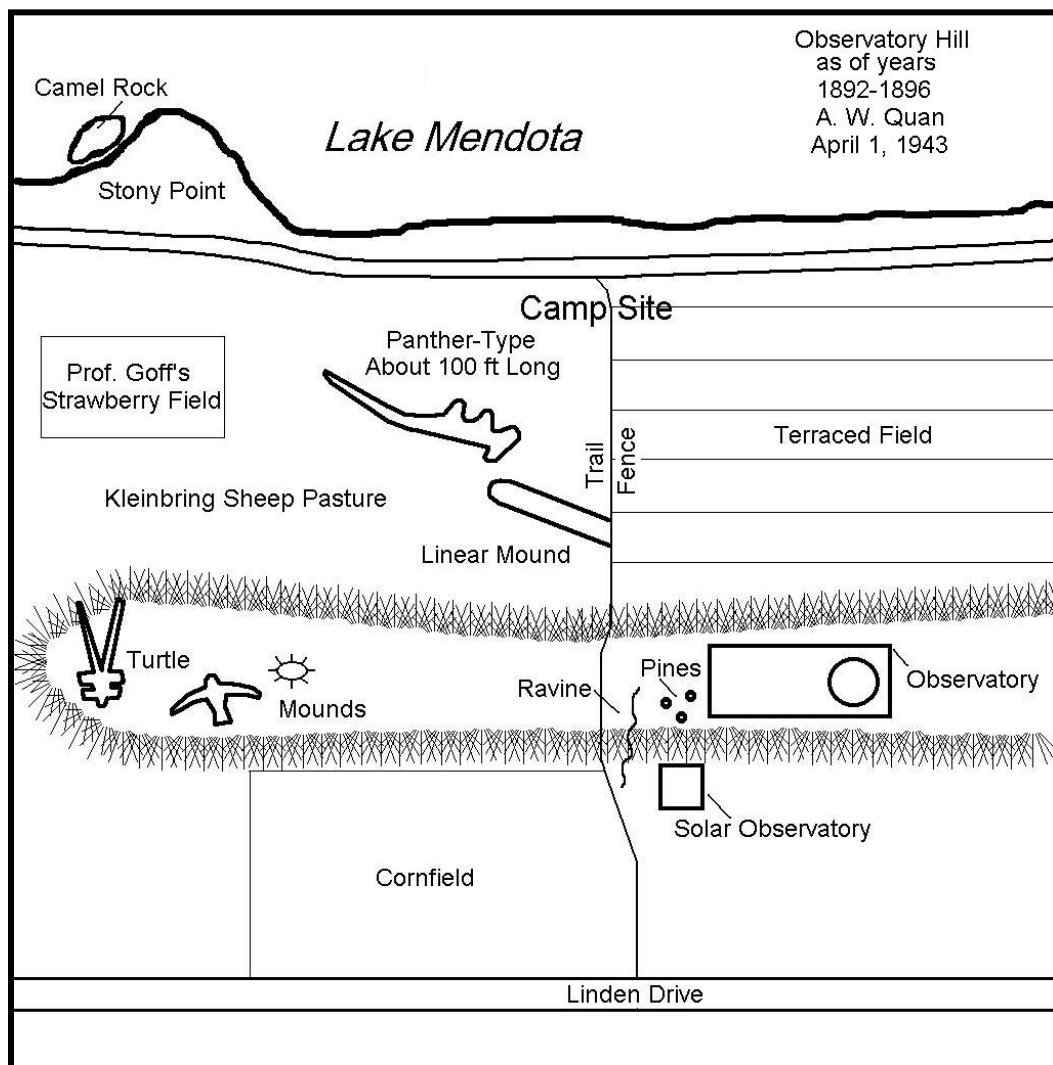 Observatory Hill
as of years
1892-1896
A. W. Quan
April 1, 1943
Camel Rock
Lake Mendota
Stony Point
Camp Site
Panther-Type
About 100 ft Long
Prof. Goff's
Strawberry Field
Trail
Fence
Terraced Field
Kleinbring Sheep Pasture
Linear Mound
Turtle
Mounds
Ravine
Pines
Observatory
Solar Observatory
Cornfield
Linden Drive